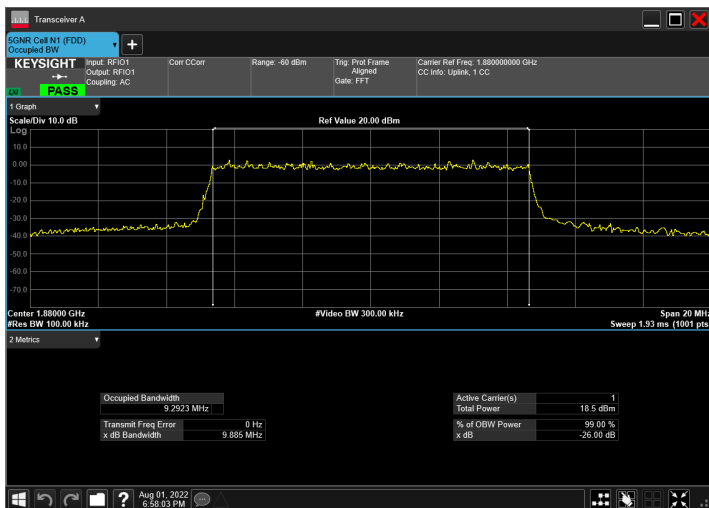 Transceiver A
5GNR Cell N1 (FDD)
Occupied BW
KEYSIGHT
Input: RFIO1
Output: RFIO1
Coupling: AC
Corr CCorr
Range: -60 dBm
Trig: Prot Frame
Aligned
Gate: FFT
Carrier Ref Freq: 1.880000000 GHz
CC Info: Uplink, 1 CC
LXI
PASS
1 Graph
Scale/Div 10.0 dB
Ref Value 20.00 dBm
Log
10.0
0.00
-10.0
-20.0
-30.0
-40.0
-50.0
-60.0
-70.0
Center 1.88000 GHz
#Video BW 300.00 kHz
Span 20 MHz
#Res BW 100.00 kHz
Sweep 1.93 ms (1001 pts
2 Metrics
Occupied Bandwidth
9.2923 MHz
Transmit Freq Error 0 Hz
x dB Bandwidth 9.885 MHz
Active Carrier(s) 1
Total Power 18.5 dBm
% of OBW Power 99.00 %
x dB -26.00 dB
?
Aug 01, 2022
6:58:03 PM